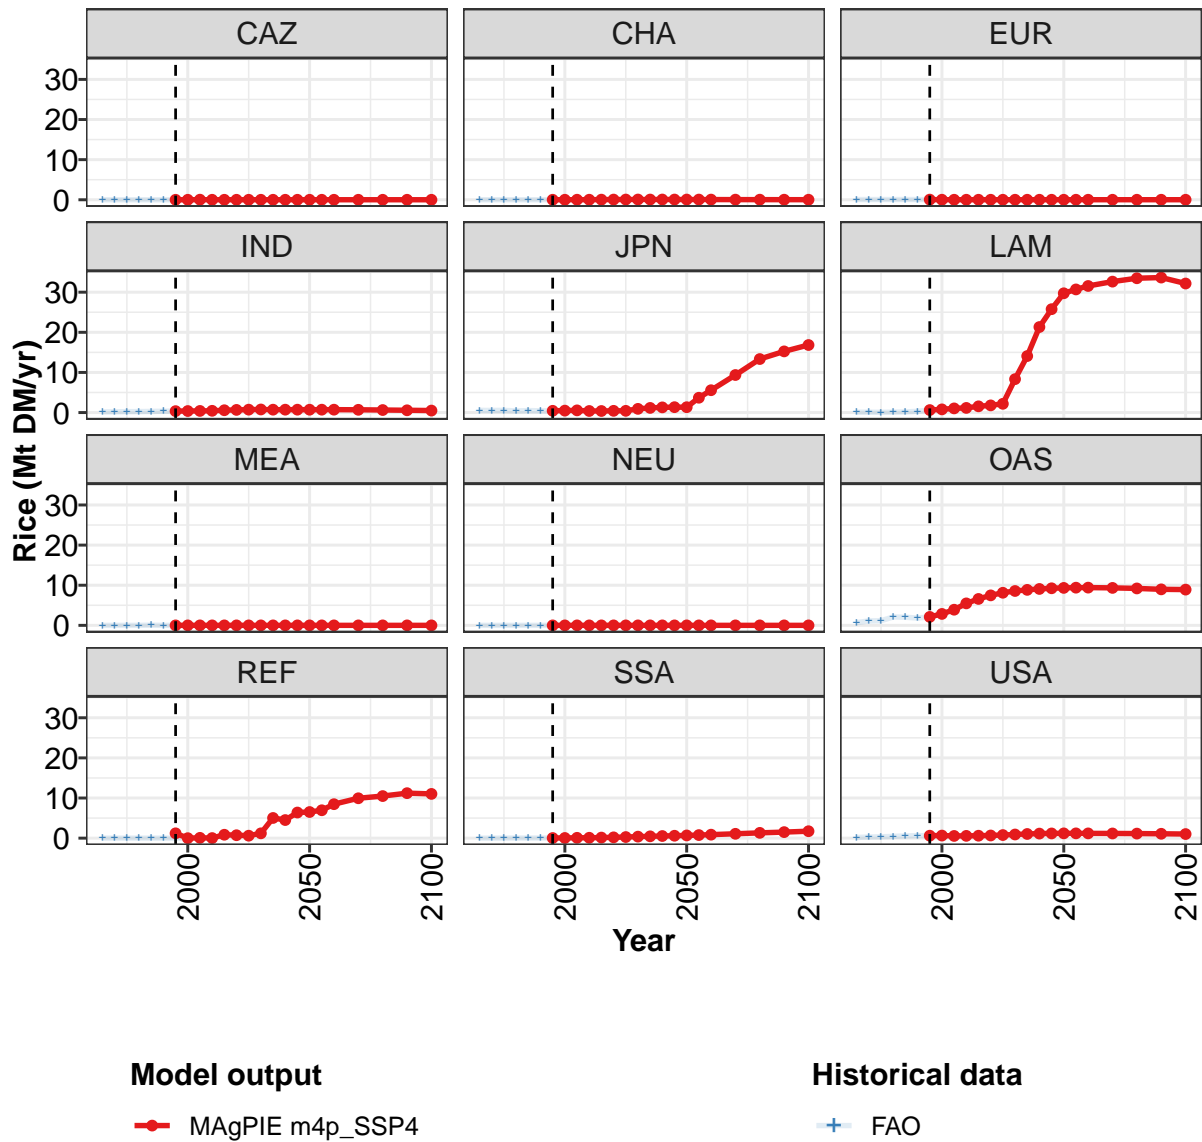 CAZ CHA EUR
30
20
10
0
IND JPN LAM
30
20
10
0
MEA NEU OAS
30
20
10
0
REF SSA USA
30
20
10
0
Rice (Mt DM/yr)
2000 2050 2100 2000 2050 2100 2000 2050 2100
Year
Model output Historical data
MAgPIE m4p_SSP4 FAO